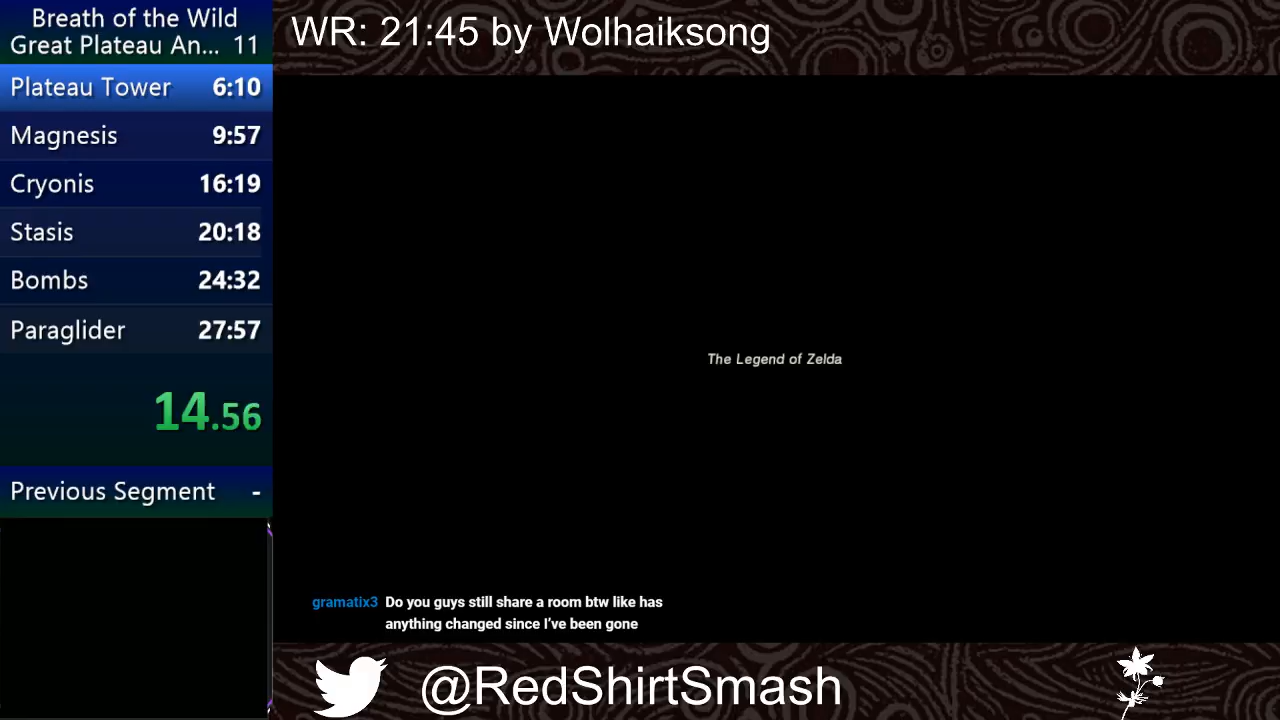 Breath of the Wild
Great Plateau An... 11
Plateau Tower 6:10
Magnesis 9:57
Cryonis 16:19
Stasis 20:18
Bombs 24:32
Paraglider 27:57
14.56
Previous Segment -
WR: 21:45 by Wolhaiksong
The Legend of Zelda
gramatix3 Do you guys still share a room btw like has
anything changed since I've been gone
@RedShirtSmash